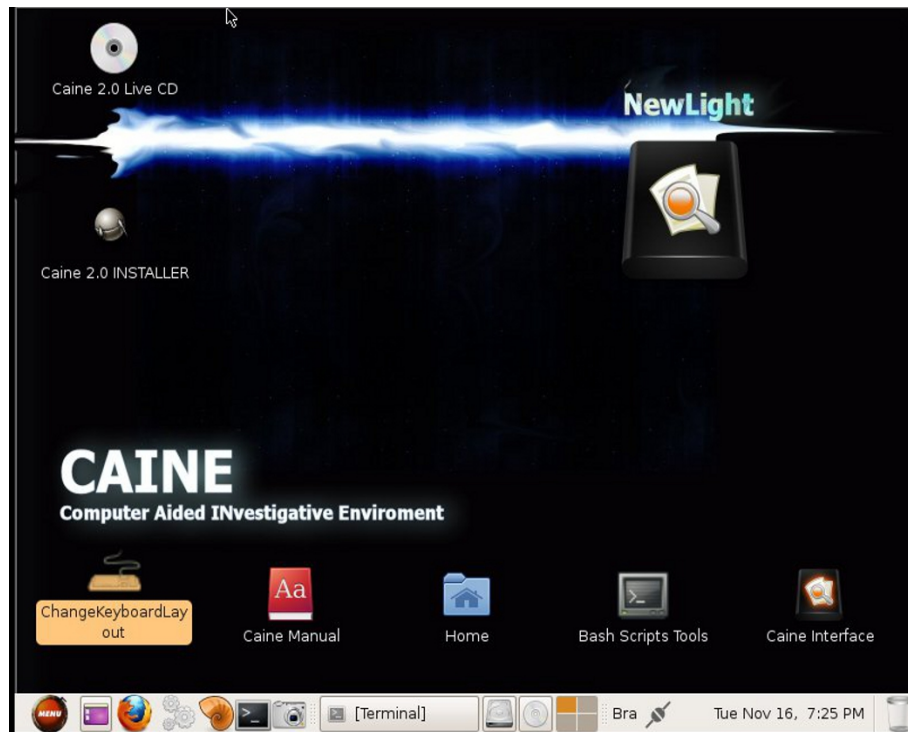 Caine 2.0 Live CD
NewLight
Caine 2.0 INSTALLER
CAINE
Computer Aided INvestigative Enviroment
ChangeKeyboardLay
out
Aa
Caine Manual
Home
>_
Bash Scripts Tools
Caine Interface
MENU
>_
[Terminal]
Bra
Tue Nov 16, 7:25 PM